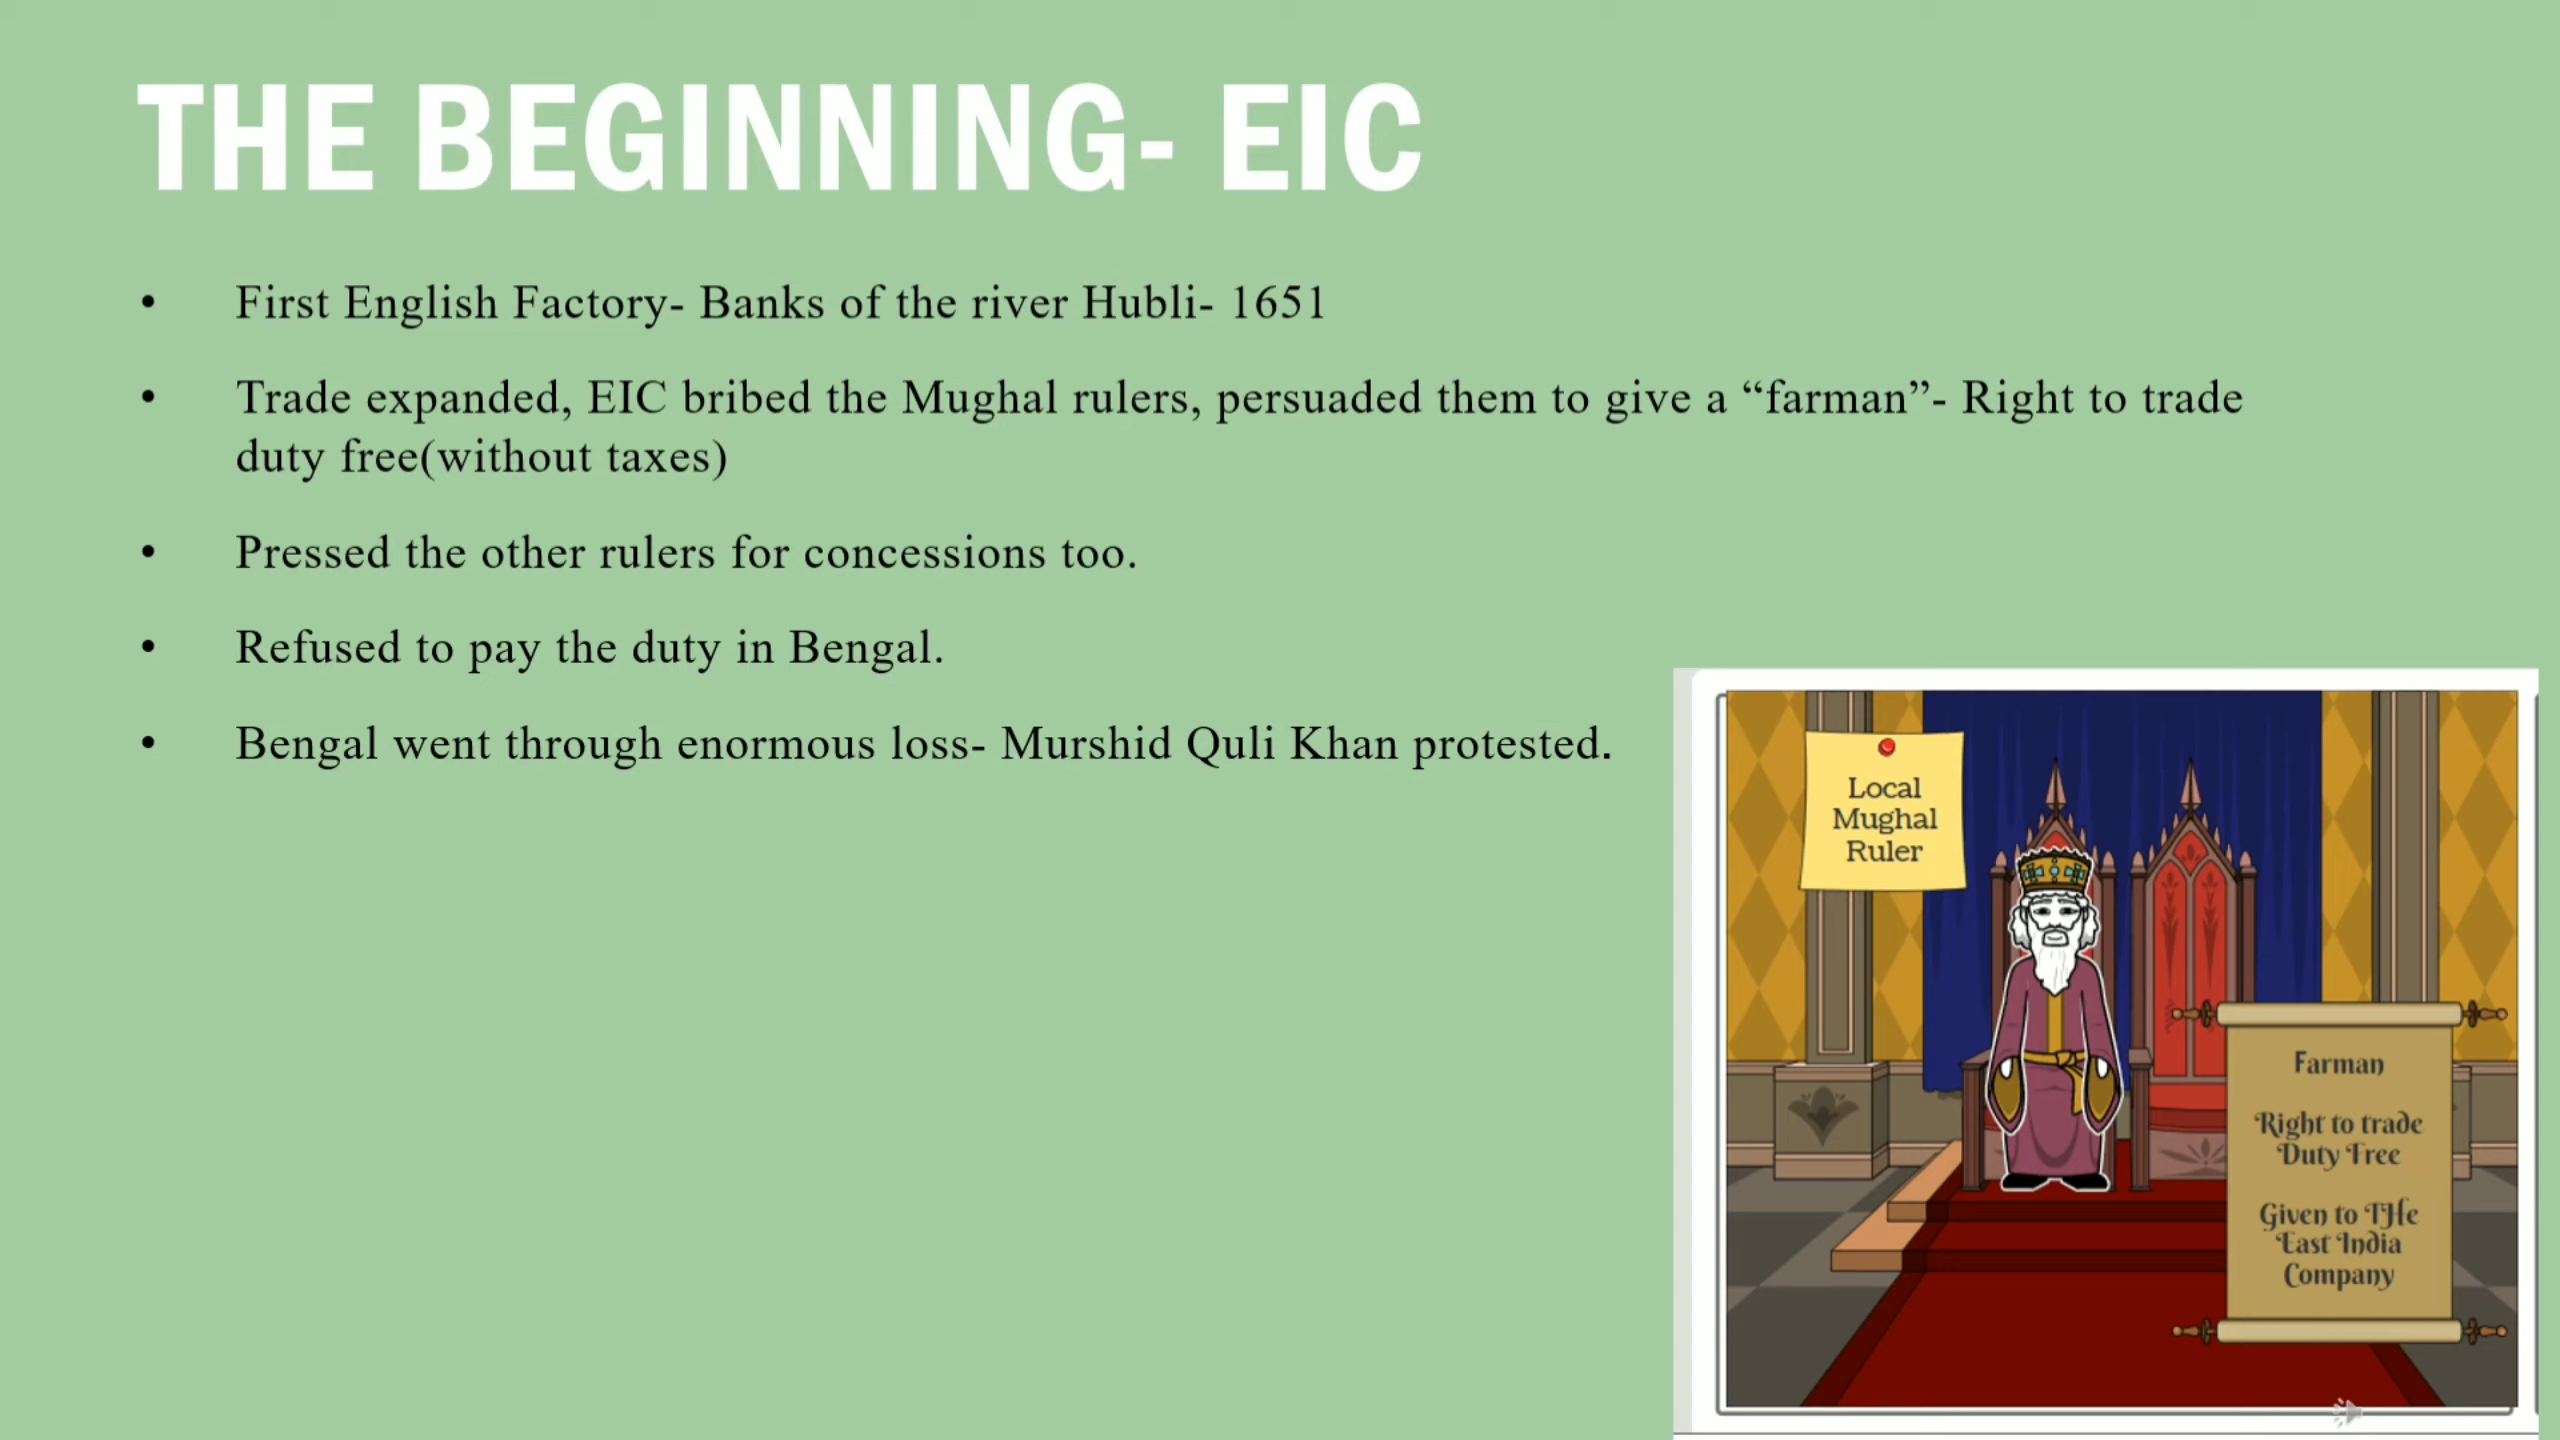 THE BEGINNING- EIC
• First English Factory- Banks of the river Hubli- 1651
• Trade expanded, EIC bribed the Mughal rulers, persuaded them to give a “farman”- Right to trade
duty free(without taxes)
• Pressed the other rulers for concessions too.
• Refused to pay the duty in Bengal.
• Bengal went through enormous loss- Murshid Quli Khan protested.
Local
Mughal
Ruler
Farman
Right to trade
Duty Free
Given to THe
East India
Company